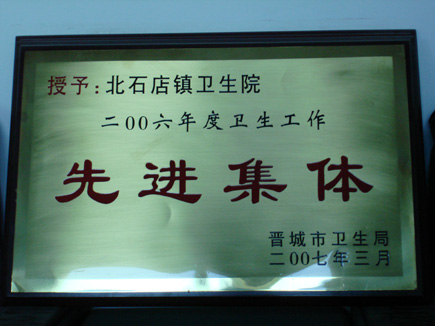 授予:北石店镇卫生院
二00六年度卫生工作
先进集体
晋城市卫生局
二00七年三月